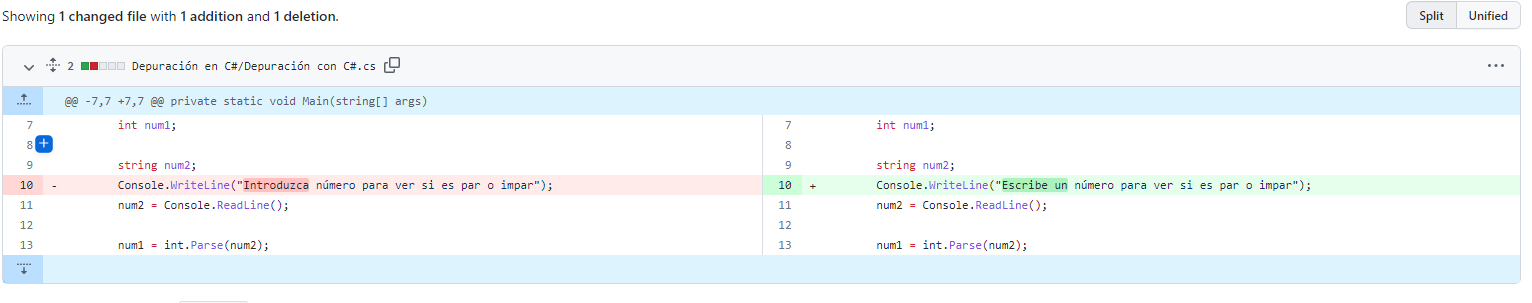 Showing 1 changed file with 1 addition and 1 deletion.
Split Unified
2 Depuración en C#/Depuración con C#.cs
@@ -7,7 +7,7 @@ private static void Main(string[] args)
7 int num1;
8
9 string num2;
10 - Console.WriteLine("Introduzca número para ver si es par o impar");
11 num2 = Console.ReadLine();
12
13 num1 = int.Parse(num2);
7 int num1;
8
9 string num2;
10 + Console.WriteLine("Escribe un número para ver si es par o impar");
11 num2 = Console.ReadLine();
12
13 num1 = int.Parse(num2);